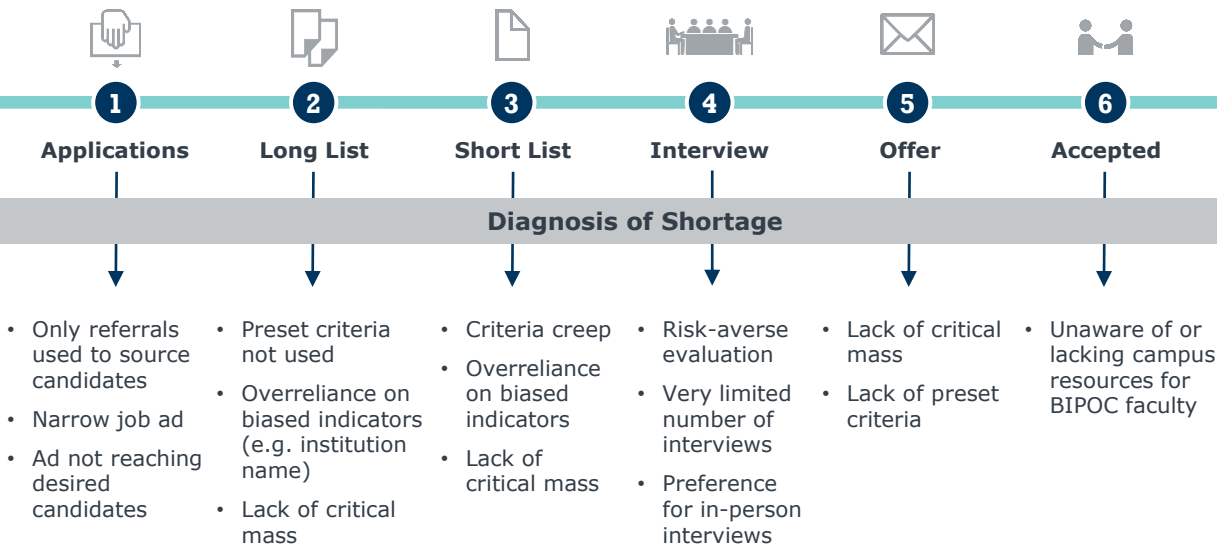 1
2
3
4
5
6
Applications
Long List
Short List
Interview
Offer
Accepted
Diagnosis of Shortage
• Only referrals
used to source
candidates
• Narrow job ad
• Ad not reaching
desired
candidates
• Preset criteria
not used
• Overreliance on
biased indicators
(e.g. institution
name)
• Lack of critical
mass
• Criteria creep
• Overreliance
on biased
indicators
• Lack of
critical mass
• Risk-averse
evaluation
• Very limited
number of
interviews
• Preference
for in-person
interviews
• Lack of critical
mass
• Lack of preset
criteria
• Unaware of or
lacking campus
resources for
BIPOC faculty